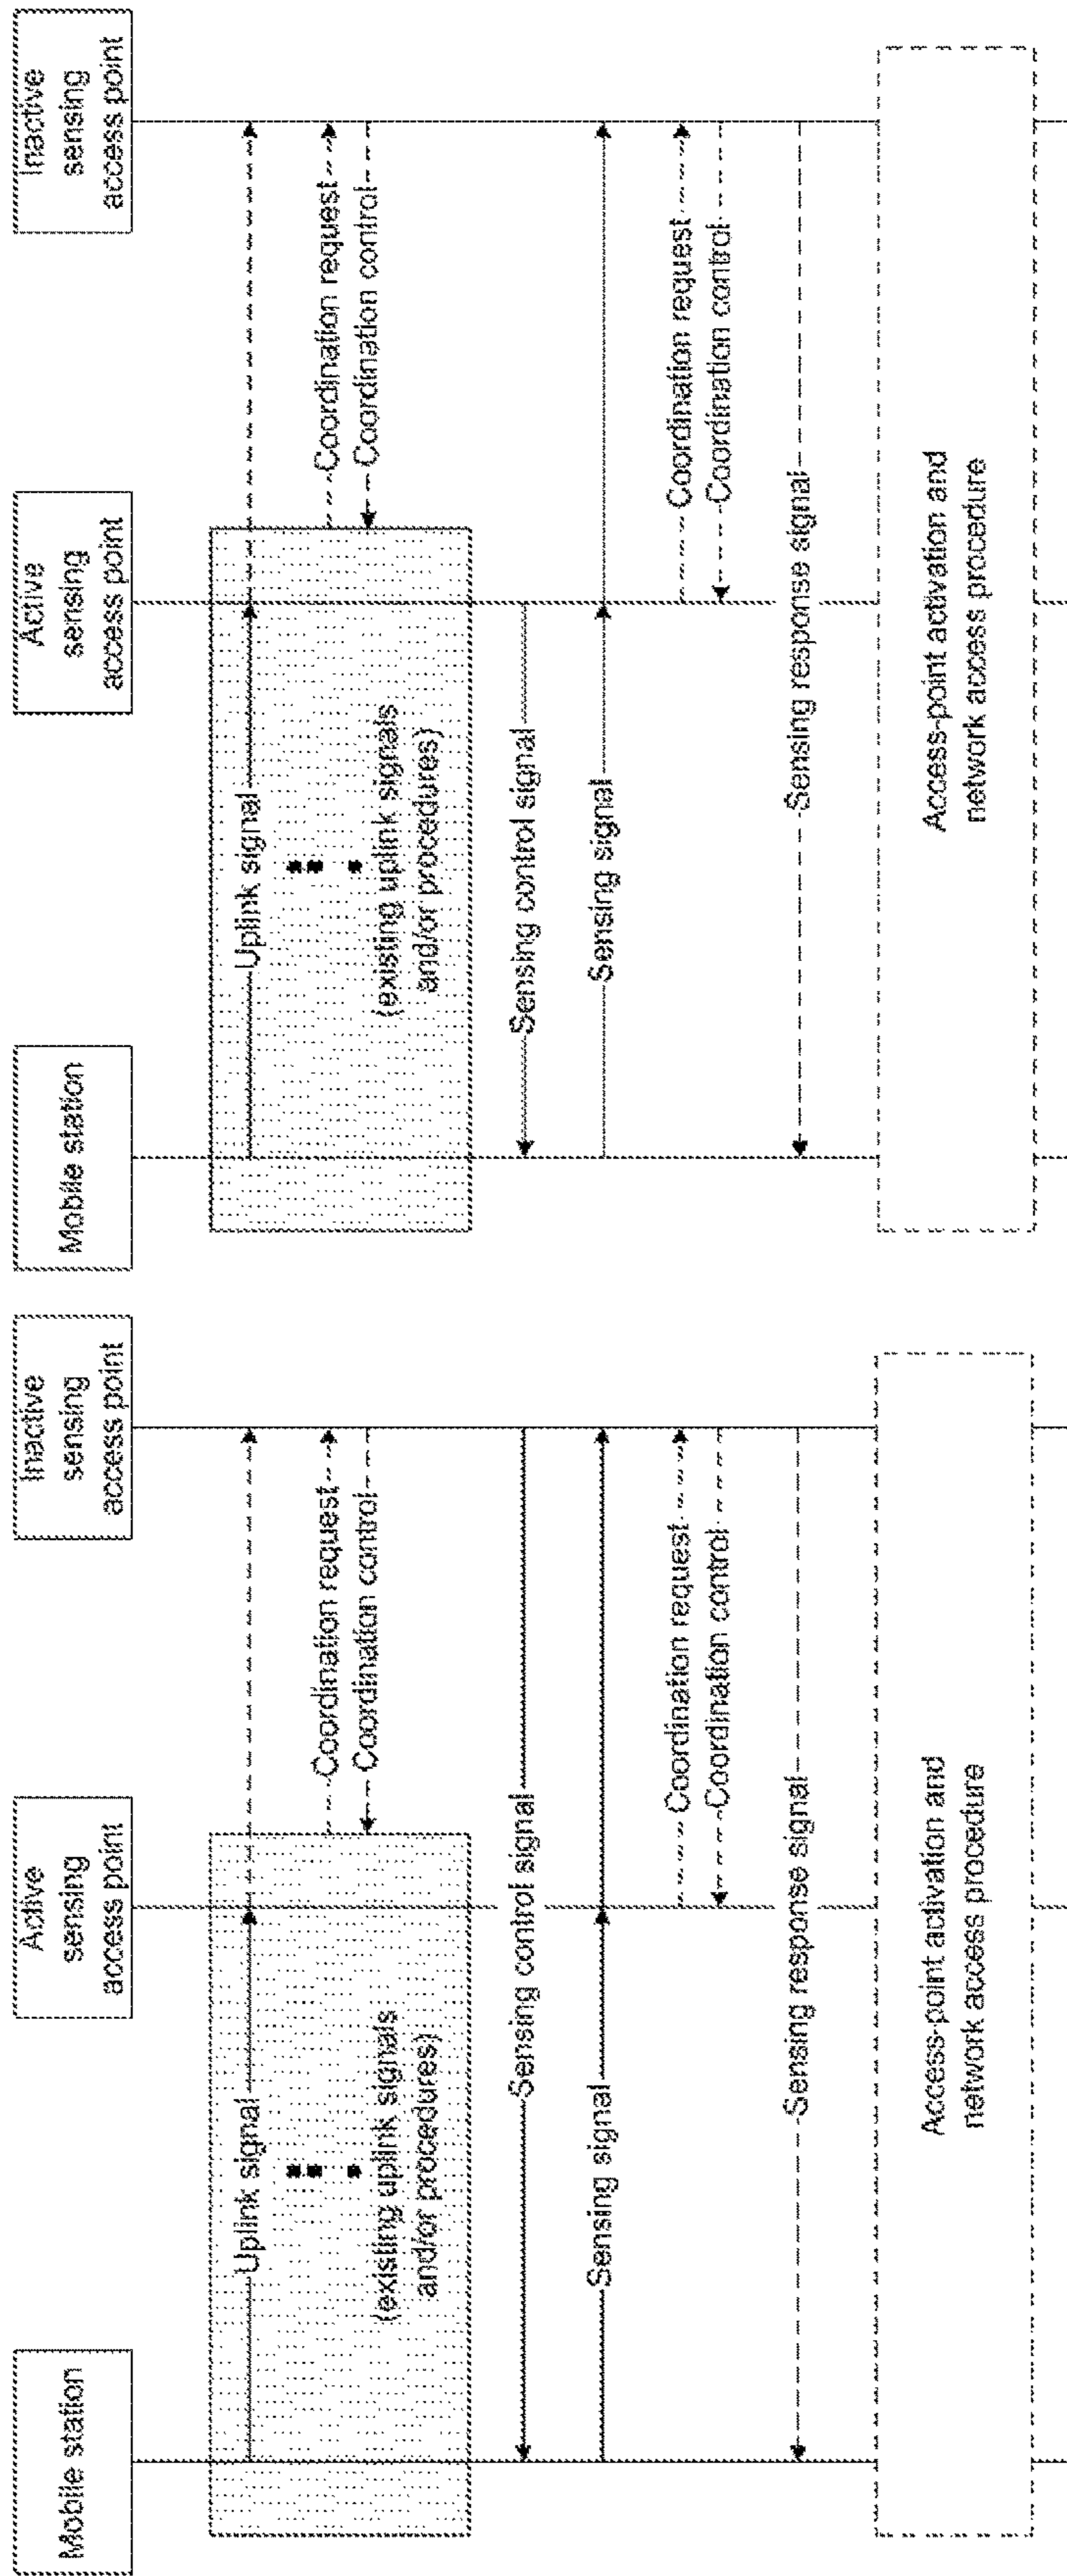 Mobile station
Active
sensing
access point
Inactive
sensing
access point
Uplink signal
(existing uplink signals
and/or procedures)
Coordination request
Coordination control
Sensing control signal
Sensing signal
Coordination request
Coordination control
Sensing response signal
Access-point activation and
network access procedure
Mobile station
Active
sensing
access point
Inactive
sensing
access point
Uplink signal
(existing uplink signals
and/or procedures)
Coordination request
Coordination control
Sensing control signal
Sensing signal
Coordination request
Coordination control
Sensing response signal
Access-point activation and
network access procedure